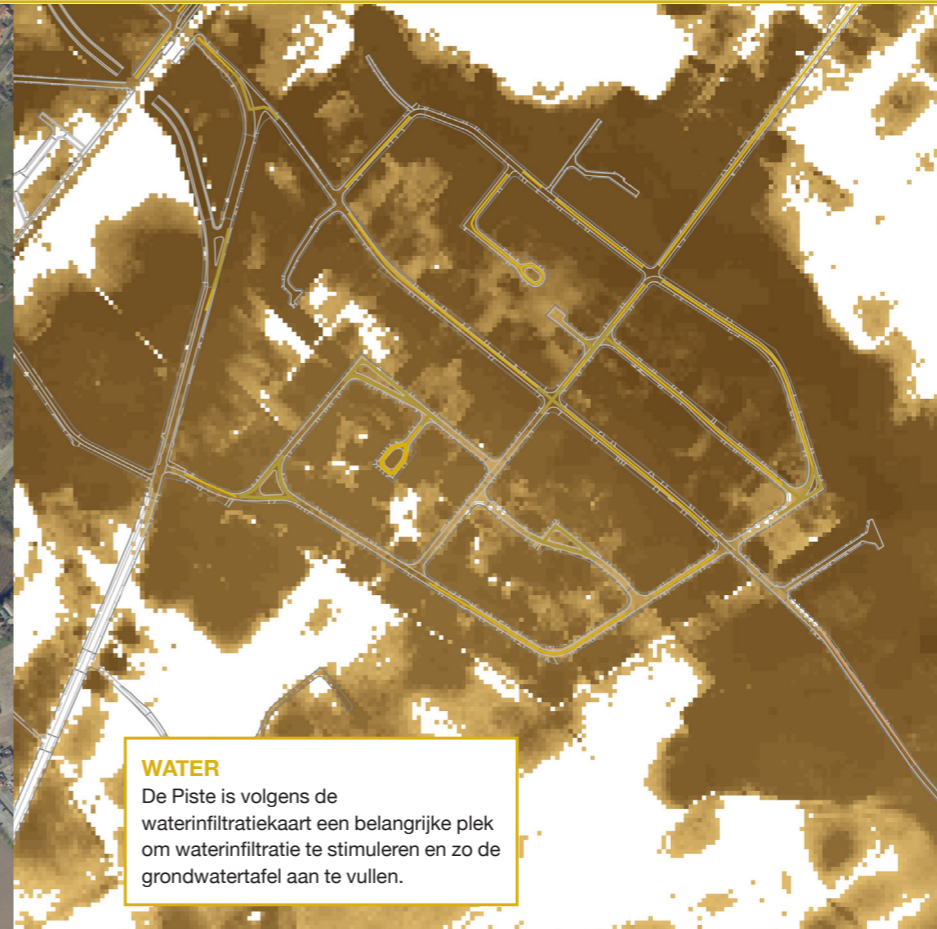 WATER
De Piste is volgens de
waterinfiltratiekaart een belangrijke plek
om waterinfiltratie te stimuleren en zo de
grondwatertafel aan te vullen.